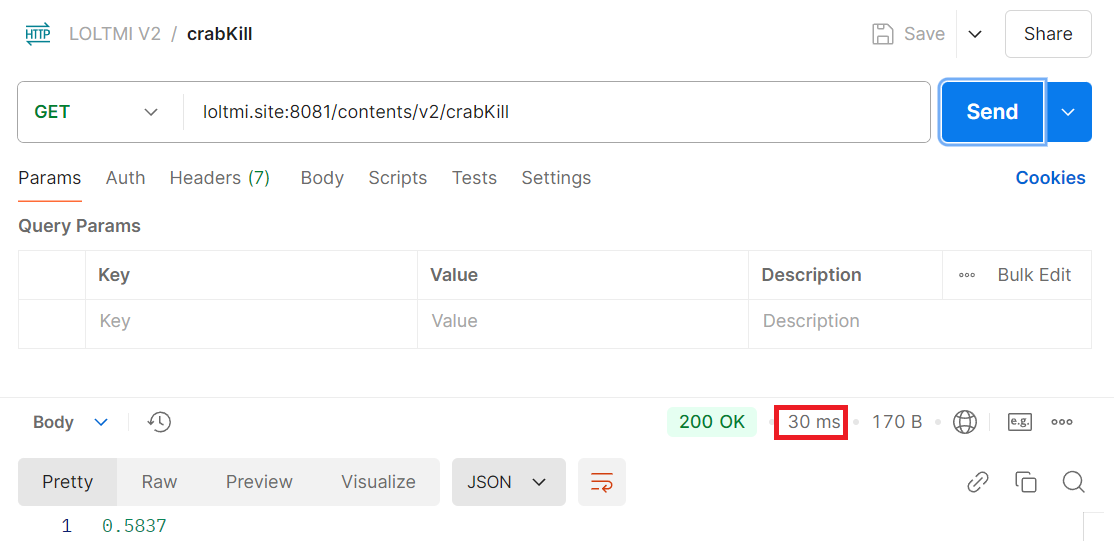 HTTP LOLTMI V2 / crabKill Save Share
GET loltmi.site:8081/contents/v2/crabKill Send
Params Auth Headers (7) Body Scripts Tests Settings Cookies
Query Params
Key Value Description Bulk Edit
Key Value Description
Body 200 OK 30 ms 170 B e.g.
Pretty Raw Preview Visualize JSON
1 0.5837